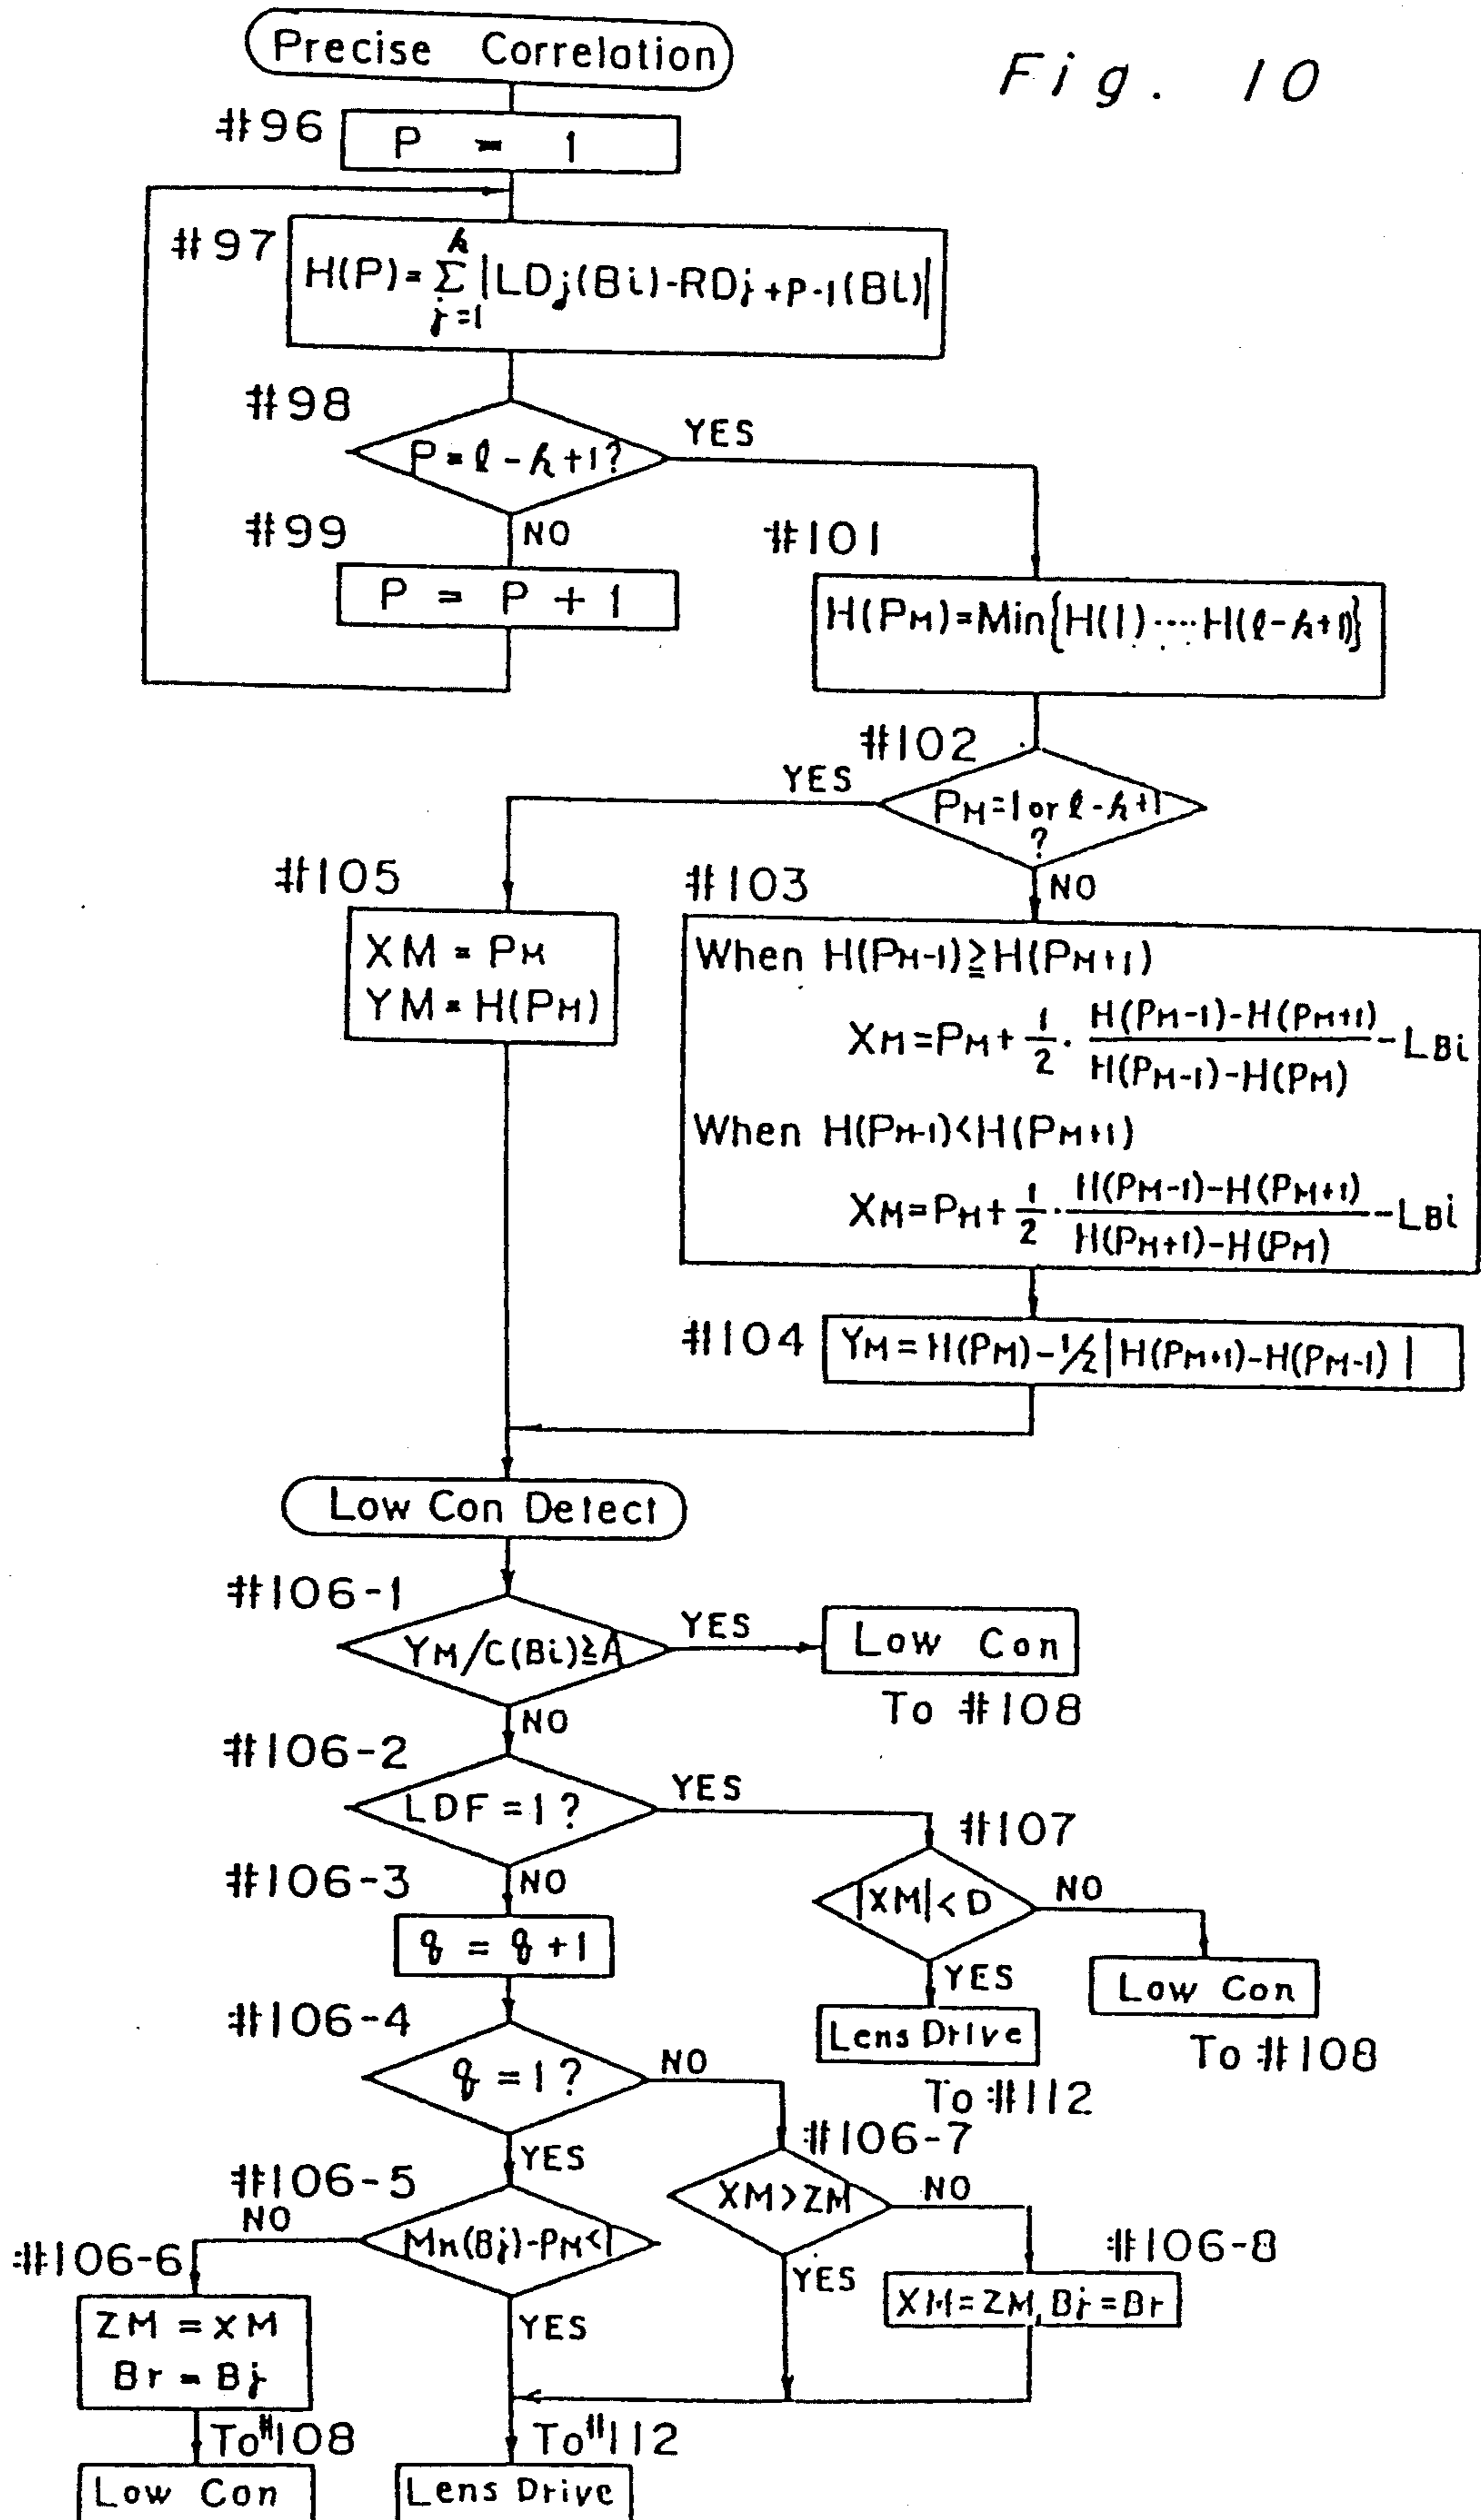 Fig. 10
Precise Correlation
#96
P = 1
#97
H(P)=Σ|LDj(Bi)-RDj+P-1(Bi)|
k
j=1
#98
P=l-k+1?
YES
NO
#99
P = P + 1
#101
H(PM)=Min{H(1)····H(l-k+1)}
#102
PM=1 or l-k+1
?
YES
NO
#105
XM = PM
YM = H(PM)
#103
When H(PM-1)≧H(PM+1)
XM=PM+1/2·(H(PM-1)-H(PM+1))/(H(PM-1)-H(PM))-LBi
When H(PM-1)<H(PM+1)
XM=PM+1/2·(H(PM-1)-H(PM+1))/(H(PM+1)-H(PM))-LBi
#104
YM=H(PM)-1/2|H(PM+1)-H(PM-1)|
Low Con Detect
#106-1
YM/C(Bi)≧A
YES
Low Con
To #108
NO
#106-2
LDF=1?
YES
#107
|XM|<D
NO
Low Con
To #108
YES
Lens Drive
To #112
#106-3
NO
q = q+1
#106-4
q=1?
NO
YES
#106-7
XM>ZM
NO
YES
#106-8
XM=ZM,Bj=Br
#106-5
Mn(Bj)-PM<1
NO
YES
#106-6
ZM = XM
Br = Bj
To #108
Low Con
To #112
Lens Drive